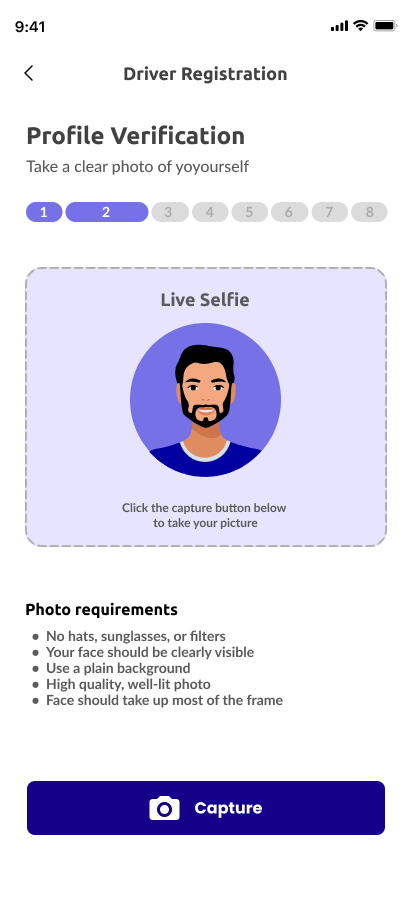 9:41
Driver Registration
Profile Verification
Take a clear photo of yoyourself
1 2 3 4 5 6 7 8
Live Selfie
Click the capture button below
to take your picture
Photo requirements
• No hats, sunglasses, or filters
• Your face should be clearly visible
• Use a plain background
• High quality, well-lit photo
• Face should take up most of the frame
Capture